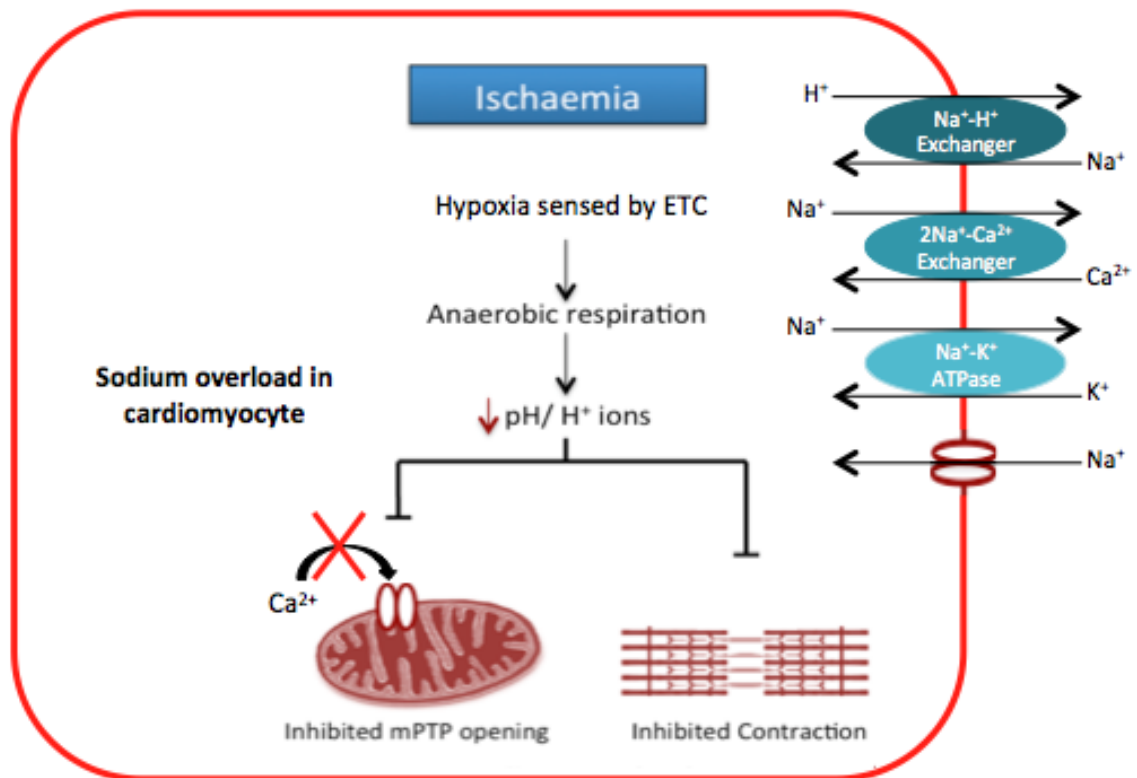 Ischaemia
Hypoxia sensed by ETC
Anaerobic respiration
Sodium overload in
cardiomyocyte
pH/ H⁺ ions
Ca²⁺
Inhibited mPTP opening
Inhibited Contraction
H⁺
Na⁺-H⁺
Exchanger
Na⁺
Na⁺
2Na⁺-Ca²⁺
Exchanger
Ca²⁺
Na⁺
Na⁺-K⁺
ATPase
K⁺
Na⁺